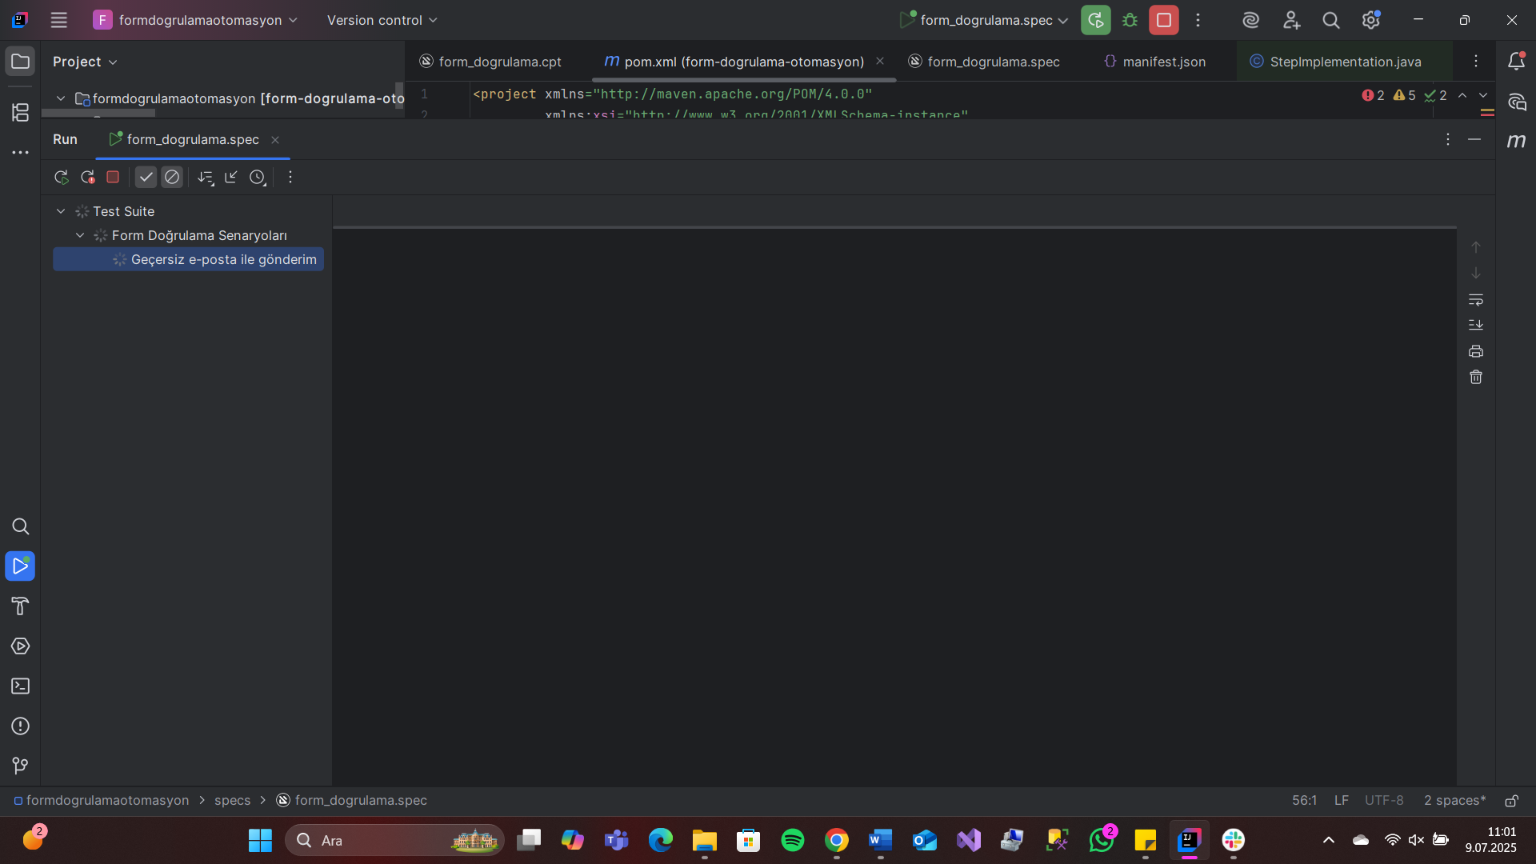 F formdogrulamaotomasyon Version control form_dogrulama.spec
Project form_dogrulama.cpt m pom.xml (form-dogrulama-otomasyon) form_dogrulama.spec {} manifest.json © StepImplementation.java
formdogrulamaotomasyon [form-dogrulama-oto 1 <project xmlns="http://maven.apache.org/POM/4.0.0" 2 5 2
2 xmlns:xsi="http://www.w3.org/2001/XMLSchema-instance"
Run form_dogrulama.spec m
Test Suite
Form Doğrulama Senaryoları
Geçersiz e-posta ile gönderim
formdogrulamaotomasyon > specs > form_dogrulama.spec 56:1 LF UTF-8 2 spaces*
2 Ara 2 11:01
9.07.2025